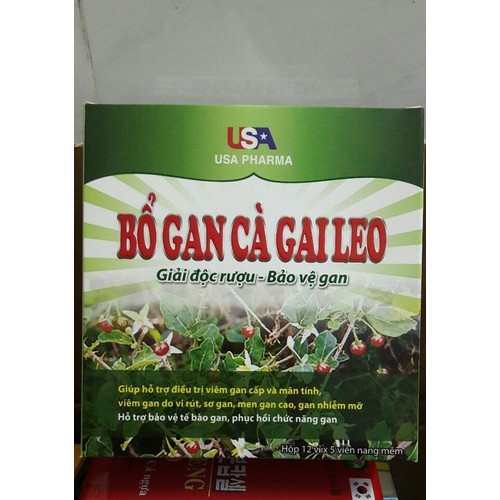 USA
USA PHARMA
BỔ GAN CÀ GAI LEO
Giải độc rượu - Bảo vệ gan
Giúp hỗ trợ điều trị viêm gan cấp và mãn tính,
viêm gan do vi rút, sơ gan, men gan cao, gan nhiễm mỡ
Hỗ trợ bảo vệ tế bào gan, phục hồi chức năng gan
Hộp 12 vỉ x 5 viên nang mềm